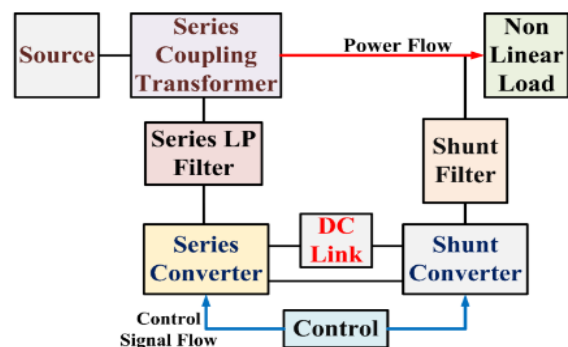 Source
Series
Coupling
Transformer
Power Flow
Non
Linear
Load
Series LP
Filter
Shunt
Filter
Series
Converter
DC
Link
Shunt
Converter
Control
Signal Flow
Control